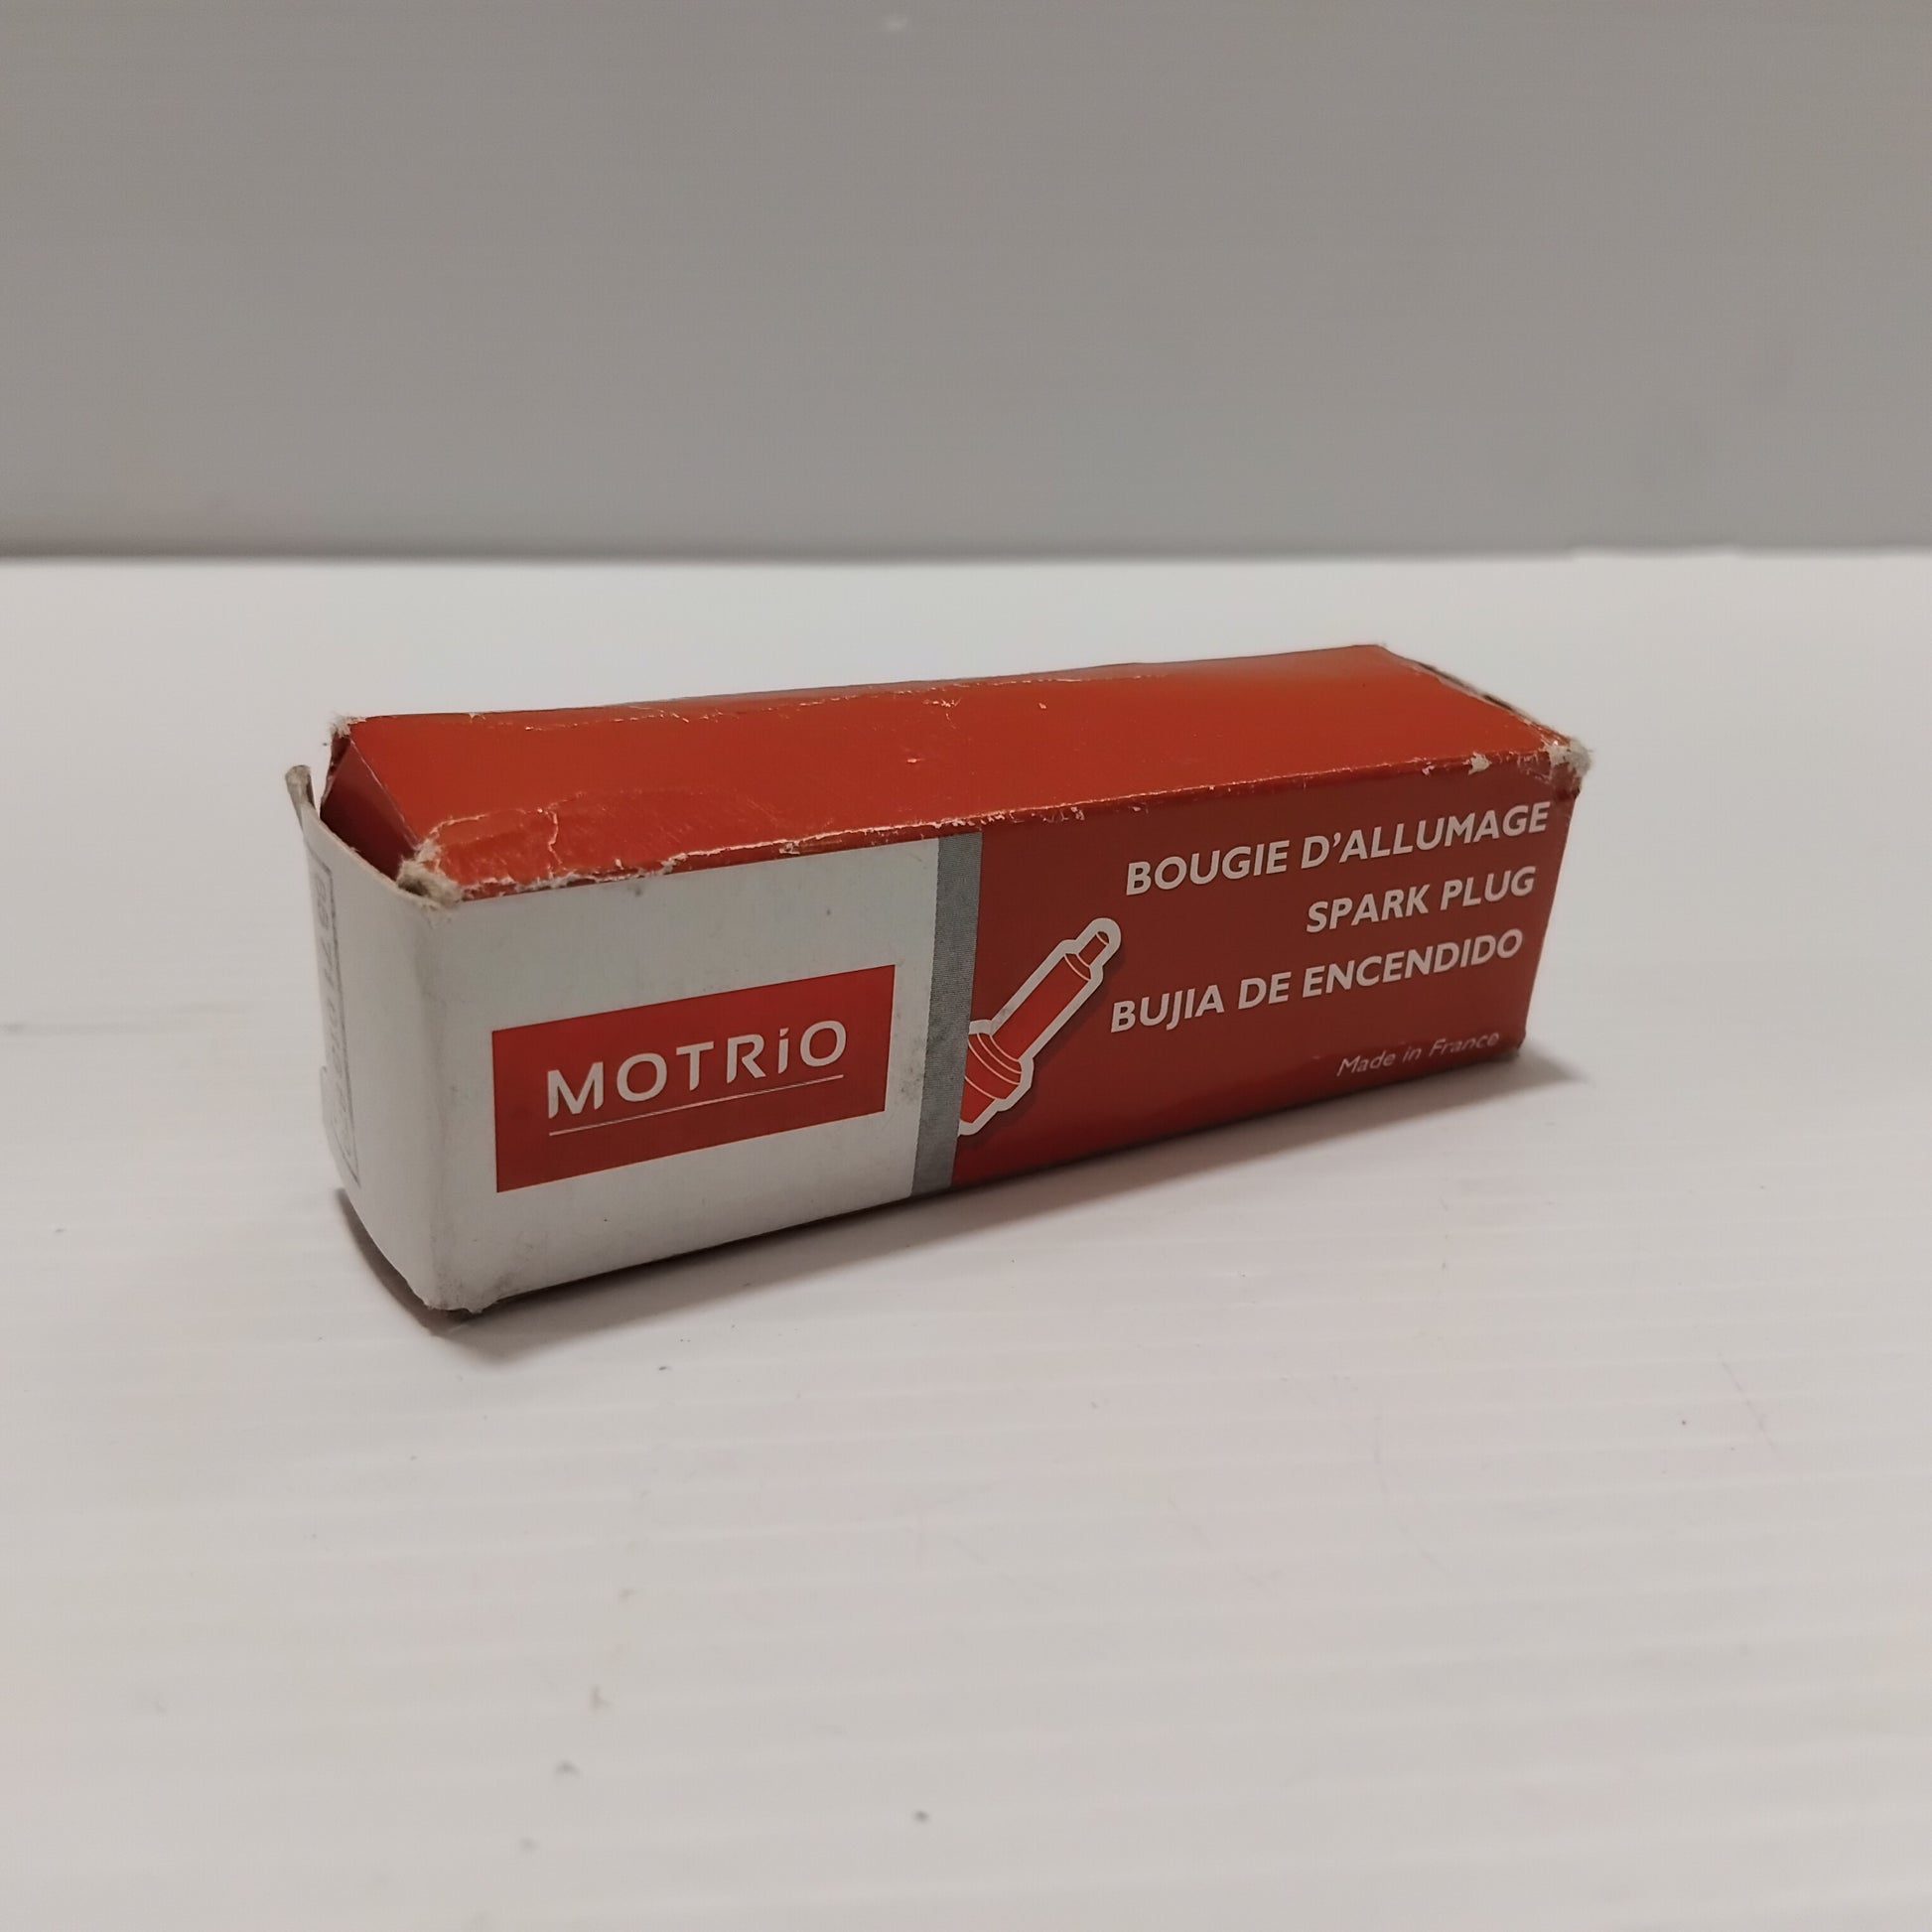 MOTRiO
BOUGIE D'ALLUMAGE
SPARK PLUG
BUJIA DE ENCENDIDO
Made in France